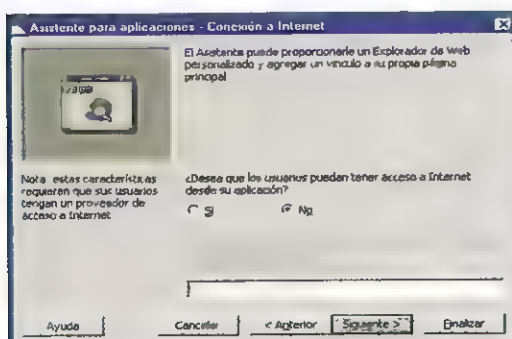 Asistente para aplicaciones - Conexión a Internet
El Asistente puede proporcionarle un Explorador de Web
personalizado y agregar un vínculo a su propia página
principal
Nota: estas características
requieren que sus usuarios
tengan un proveedor de
acceso a Internet
¿Desea que los usuarios puedan tener acceso a Internet
desde su aplicación?
Sí
No
Ayuda
Cancelar
< Anterior
Siguiente >
Finalizar